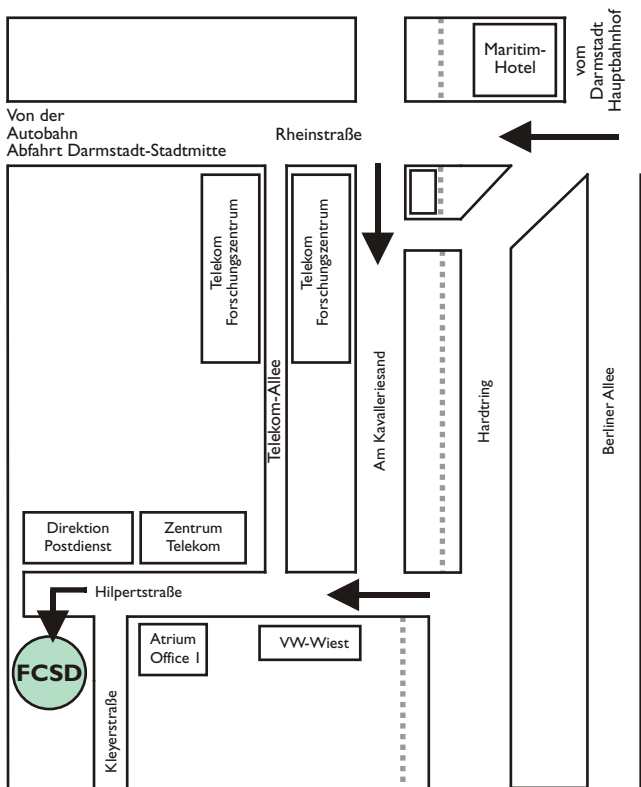 Maritim-
Hotel
vom
Darmstadt
Hauptbahnhof
Von der
Autobahn
Abfahrt Darmstadt-Stadtmitte
Rheinstraße
Telekom
Forschungszentrum
Telekom
Forschungszentrum
Telekom-Allee
Am Kavalleriesand
Hardtring
Berliner Allee
Direktion
Postdienst
Zentrum
Telekom
Hilpertstraße
FCSD
Atrium
Office 1
VW-Wiest
Kleyerstraße